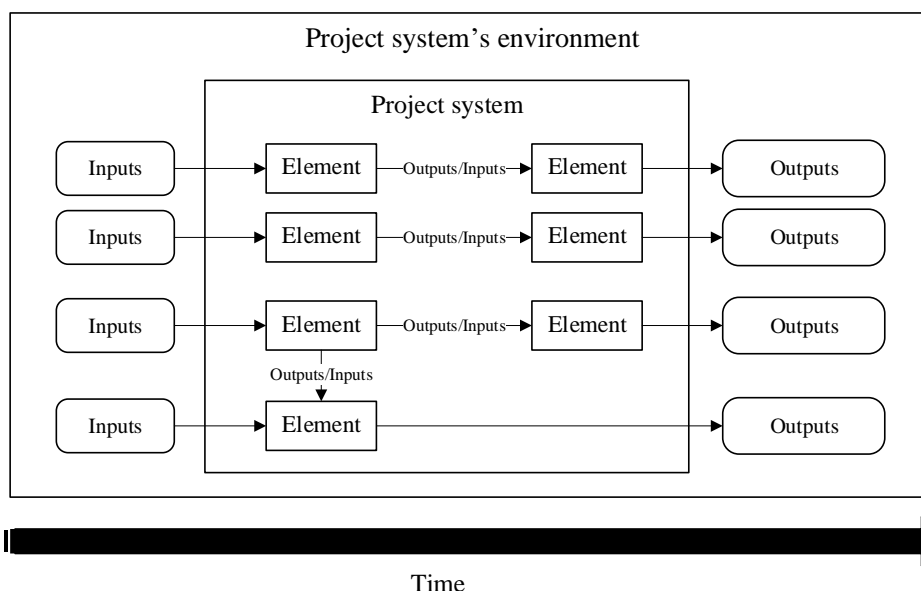 Project system’s environment
Project system
Inputs
Element
Outputs/Inputs
Element
Outputs
Inputs
Element
Outputs/Inputs
Element
Outputs
Inputs
Element
Outputs/Inputs
Element
Outputs
Outputs/Inputs
Inputs
Element
Outputs
Time